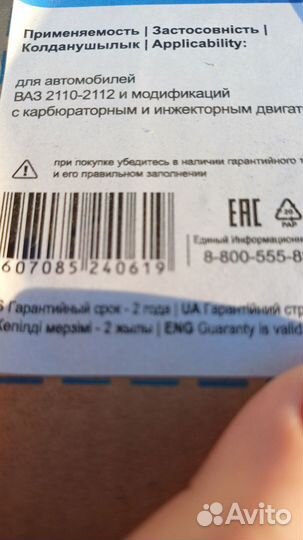 Применяемость | Застосовність |
Колданушылык | Applicability:
для автомобилей
ВАЗ 2110-2112 и модификаций
с карбюраторным и инжекторным двигат
при покупке убедитесь в наличии гарантийного т
и его правильном заполнении
EAC
20
PAP
Единый Информационн
607085 240619
8-800-555-8
S Гарантийный срок - 2 года | UA Гарантійний стр
Кепілді мерзімі - 2 жылы | ENG Guaranty is valid
Avito